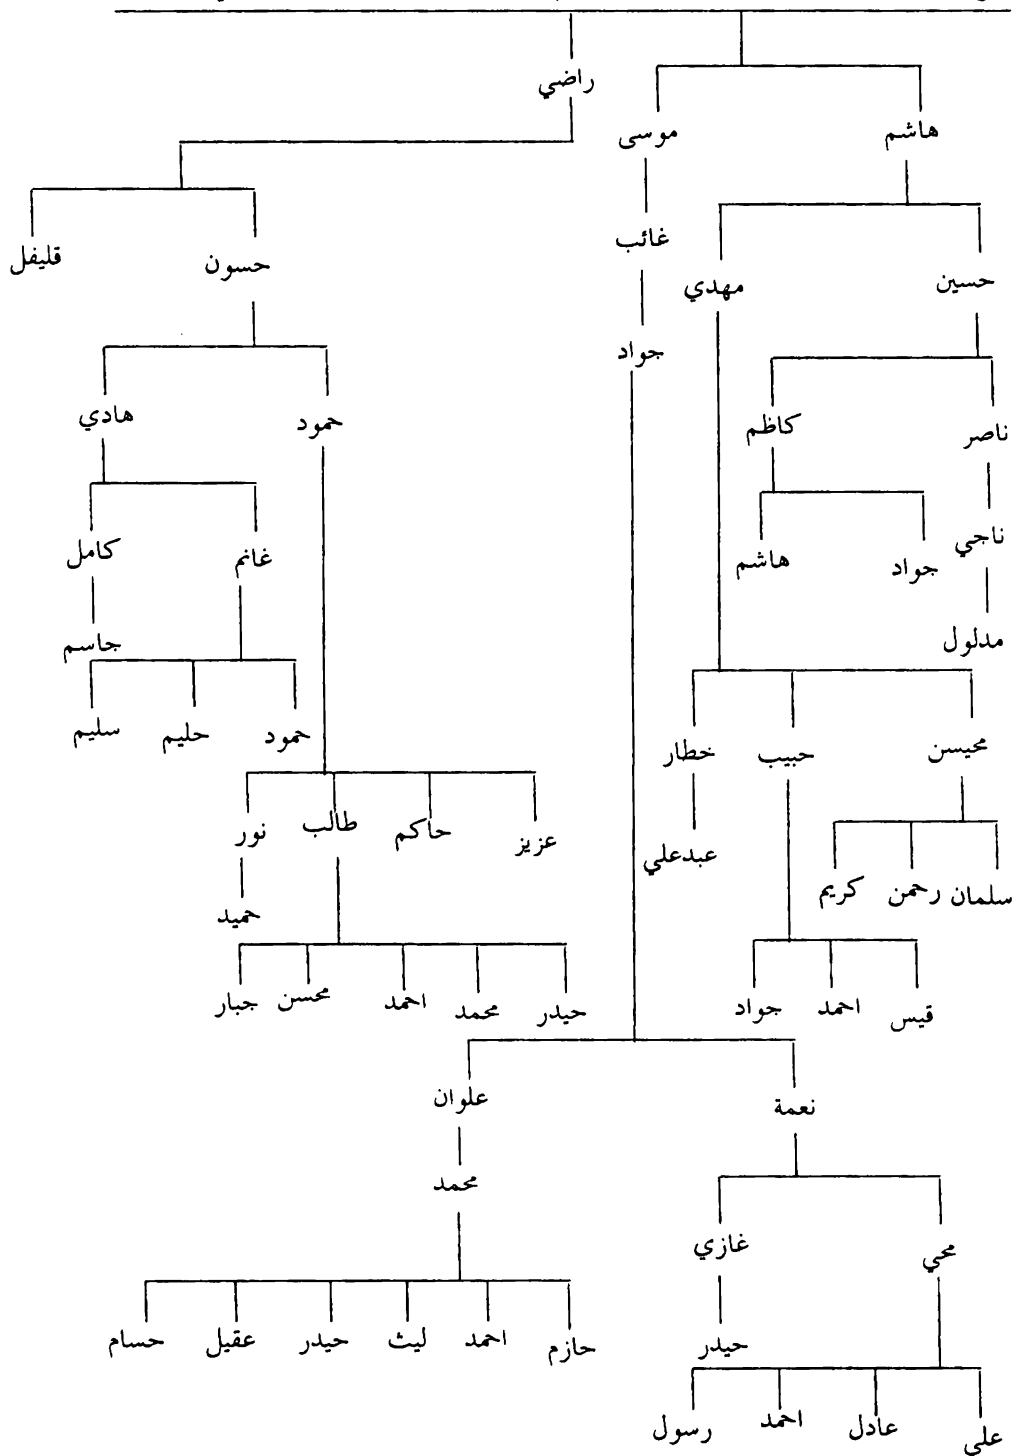 راضي
هاشم موسى
غائب
حسين مهدي حسون قليفل
جواد
ناصر كاظم حمود هادي
ناجي جواد هاشم غانم كامل
مدلول جاسم
محيسن حبيب خطار حمود حليم سليم
عزيز حاكم طالب نور
سلمان رحمن كريم عبدعلي حميد
قيس احمد جواد حيدر محمد احمد محسن جبار
نعمة علوان
محمد
محي غازي
حيدر حازم احمد ليث حيدر عقيل حسام
علي عادل احمد رسول